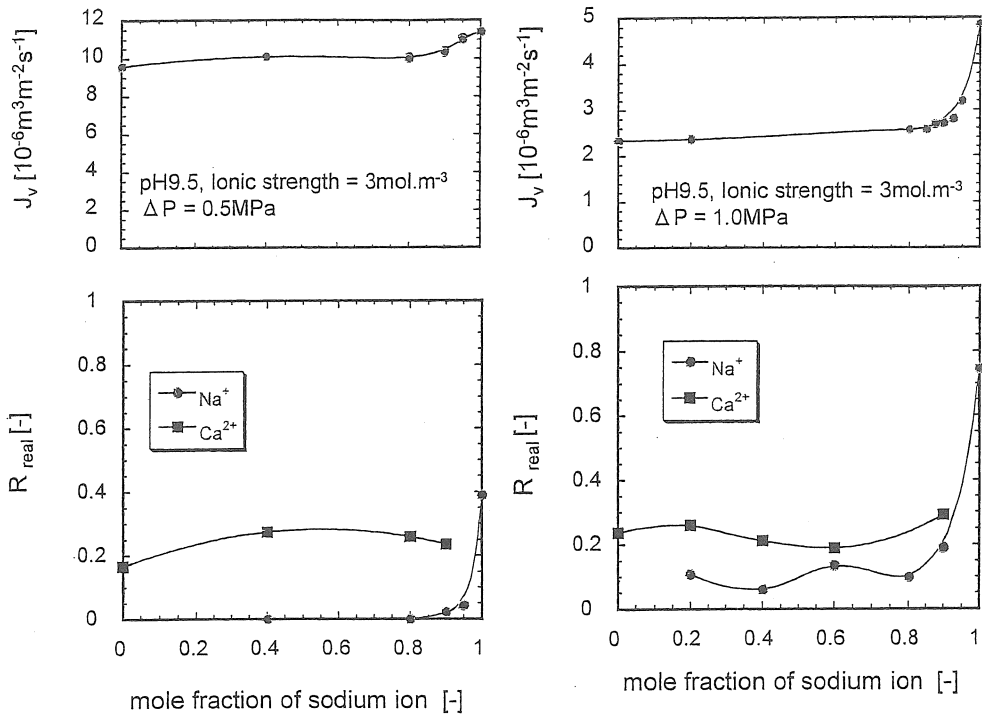 12
10
8
6
4
2
0
J_v [10^-6 m^3 m^-2 s^-1]
pH9.5, Ionic strength = 3mol.m^-3
Δ P = 0.5MPa
5
4
3
2
1
0
J_v [10^-6 m^3 m^-2 s^-1]
pH9.5, Ionic strength = 3mol.m^-3
Δ P = 1.0MPa
1
0.8
0.6
0.4
0.2
0
R_real [-]
Na^+
Ca^2+
0 0.2 0.4 0.6 0.8 1
mole fraction of sodium ion [-]
1
0.8
0.6
0.4
0.2
0
R_real [-]
Na^+
Ca^2+
0 0.2 0.4 0.6 0.8 1
mole fraction of sodium ion [-]